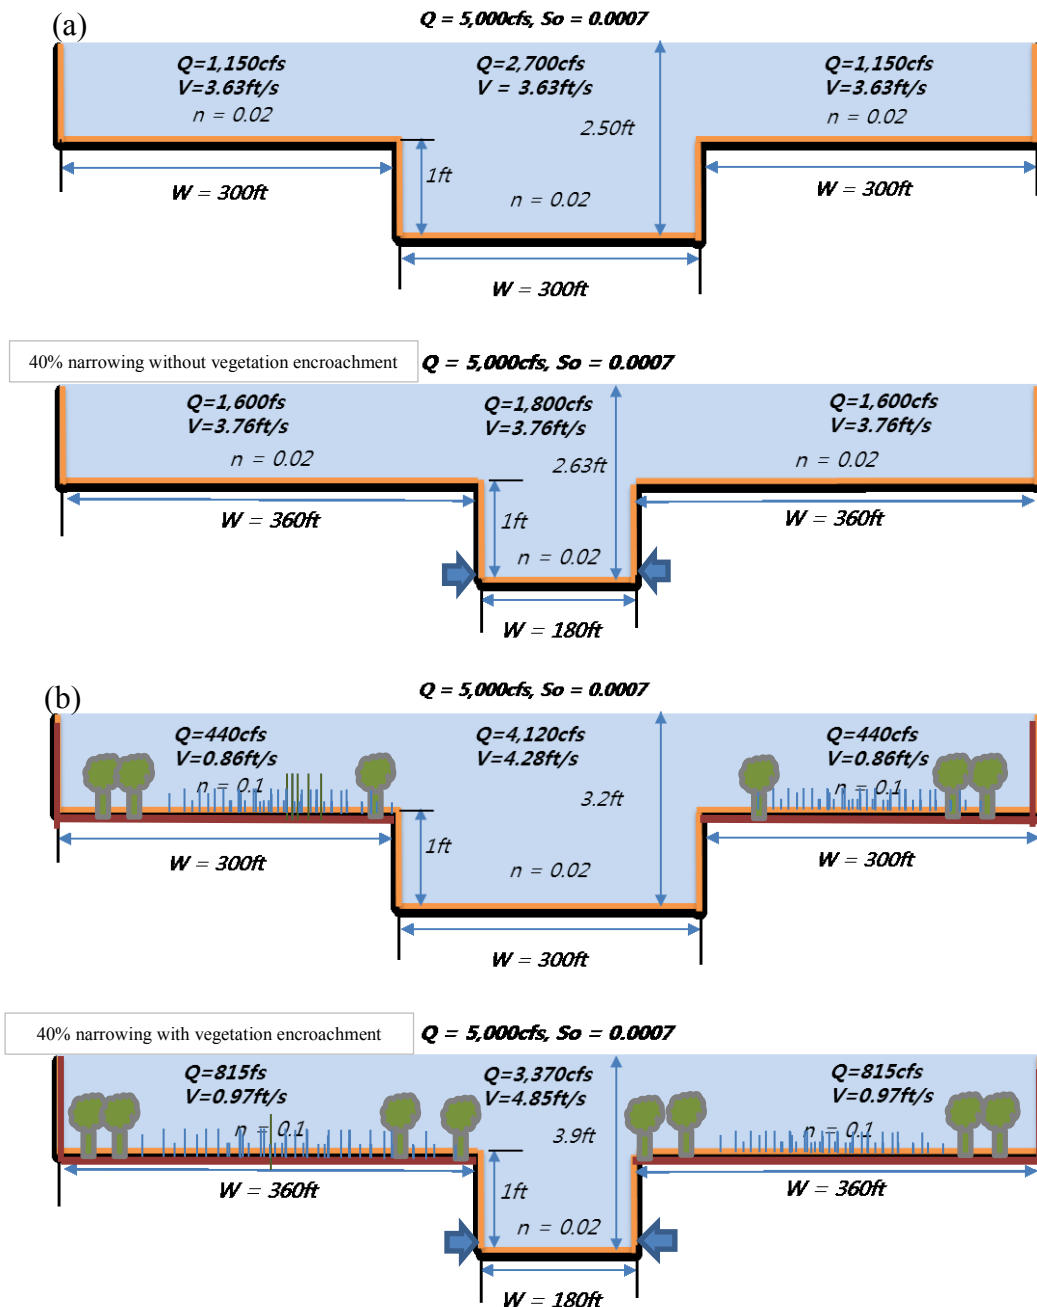 (a)
Q = 5,000cfs, So = 0.0007
Q=1,150cfs
V=3.63ft/s
n = 0.02
Q=2,700cfs
V = 3.63ft/s
2.50ft
Q=1,150cfs
V=3.63ft/s
n = 0.02
1ft
n = 0.02
W = 300ft
W = 300ft
W = 300ft
40% narrowing without vegetation encroachment
Q = 5,000cfs, So = 0.0007
Q=1,600fs
V=3.76ft/s
n = 0.02
Q=1,800cfs
V=3.76ft/s
2.63ft
Q=1,600cfs
V=3.76ft/s
n = 0.02
1ft
n = 0.02
W = 360ft
W = 360ft
W = 180ft
(b)
Q = 5,000cfs, So = 0.0007
Q=440cfs
V=0.86ft/s
n = 0.1
Q=4,120cfs
V=4.28ft/s
3.2ft
Q=440cfs
V=0.86ft/s
n = 0.1
1ft
n = 0.02
W = 300ft
W = 300ft
W = 300ft
40% narrowing with vegetation encroachment
Q = 5,000cfs, So = 0.0007
Q=815fs
V=0.97ft/s
n = 0.1
Q=3,370cfs
V=4.85ft/s
3.9ft
Q=815cfs
V=0.97ft/s
n = 0.1
1ft
n = 0.02
W = 360ft
W = 360ft
W = 180ft